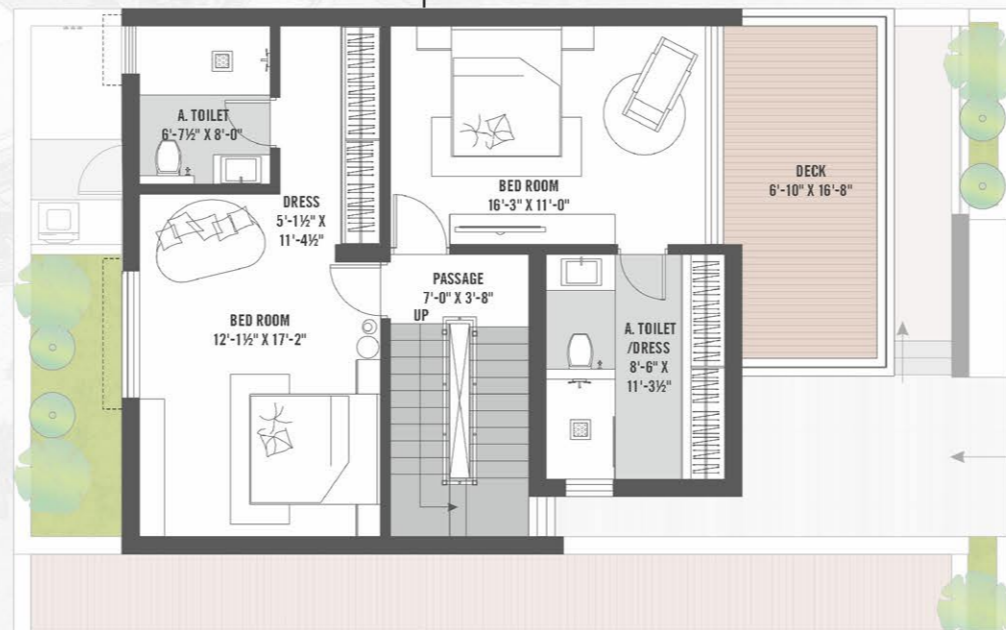 A. TOILET
6'-7½" X 8'-0"
DRESS
5'-1½" X
11'-4½"
BED ROOM
16'-3" X 11'-0"
DECK
6'-10" X 16'-8"
PASSAGE
7'-0" X 3'-8"
UP
BED ROOM
12'-1½" X 17'-2"
A. TOILET
/DRESS
8'-6" X
11'-3½"